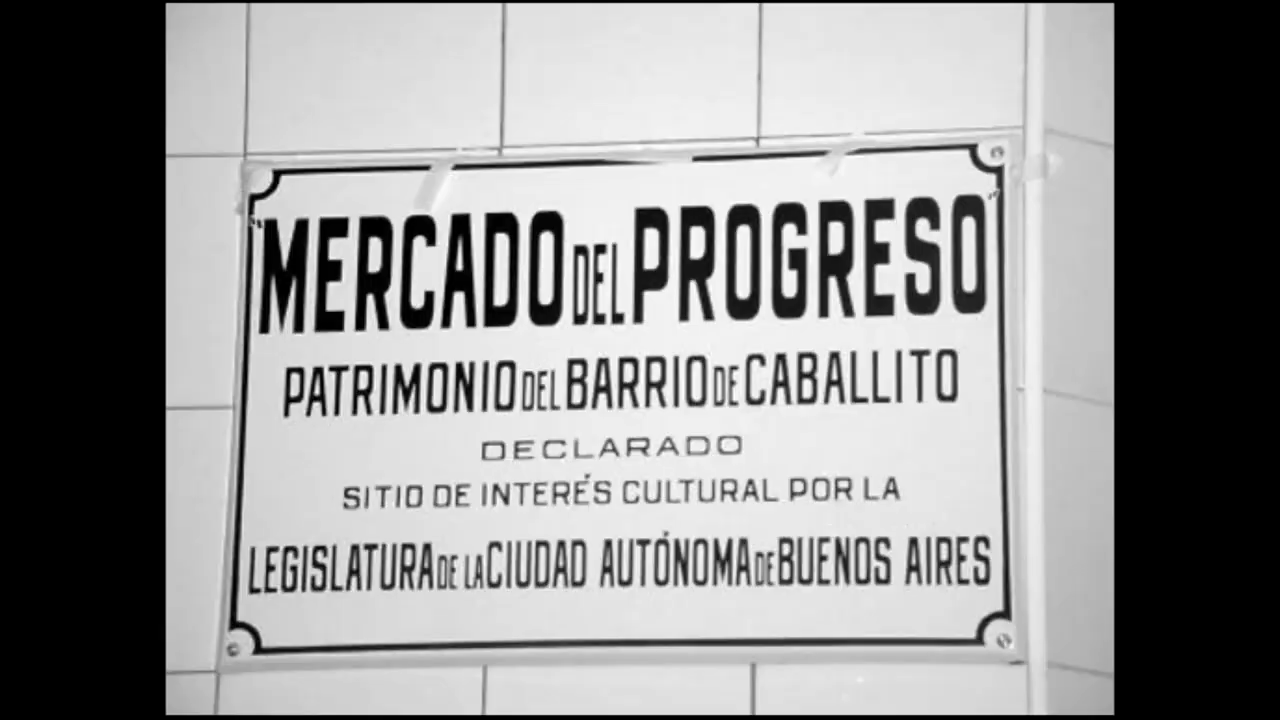 "MERCADO DEL PROGRESO"
PATRIMONIO DEL BARRIO DE CABALLITO
DECLARADO
SITIO DE INTERÉS CULTURAL POR LA
LEGISLATURA DE LA CIUDAD AUTÓNOMA DE BUENOS AIRES